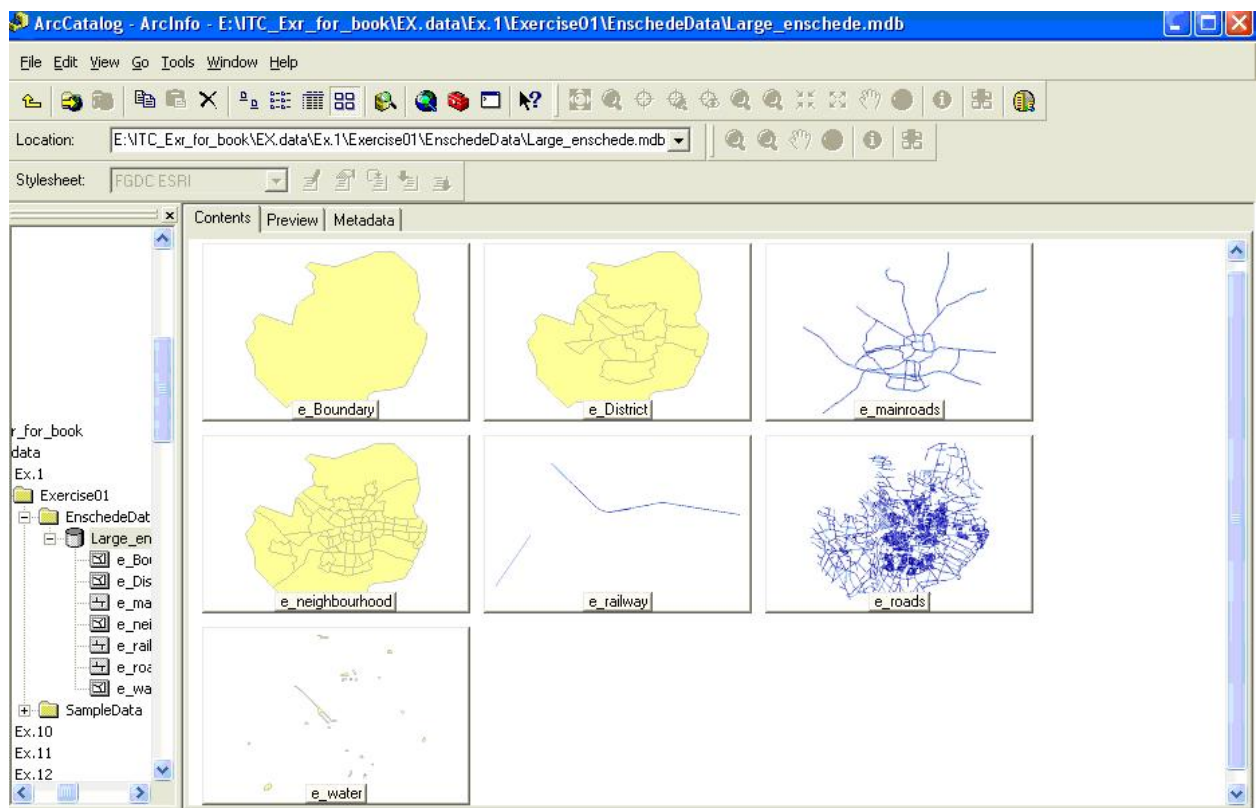 ArcCatalog - ArcInfo - E:\ITC_Exr_for_book\EX.data\Ex.1\Exercise01\EnschedeData\Large_enschede.mdb
File Edit View Go Tools Window Help
Location: E:\ITC_Exr_for_book\EX.data\Ex.1\Exercise01\EnschedeData\Large_enschede.mdb
Stylesheet: FGDC ESRI
Contents Preview Metadata
r_for_book
data
Ex.1
Exercise01
EnschedeDat
Large_en
e_Bou
e_Dis
e_ma
e_nei
e_rail
e_roa
e_wa
SampleData
Ex.10
Ex.11
Ex.12
e_Boundary
e_District
e_mainroads
e_neighbourhood
e_railway
e_roads
e_water